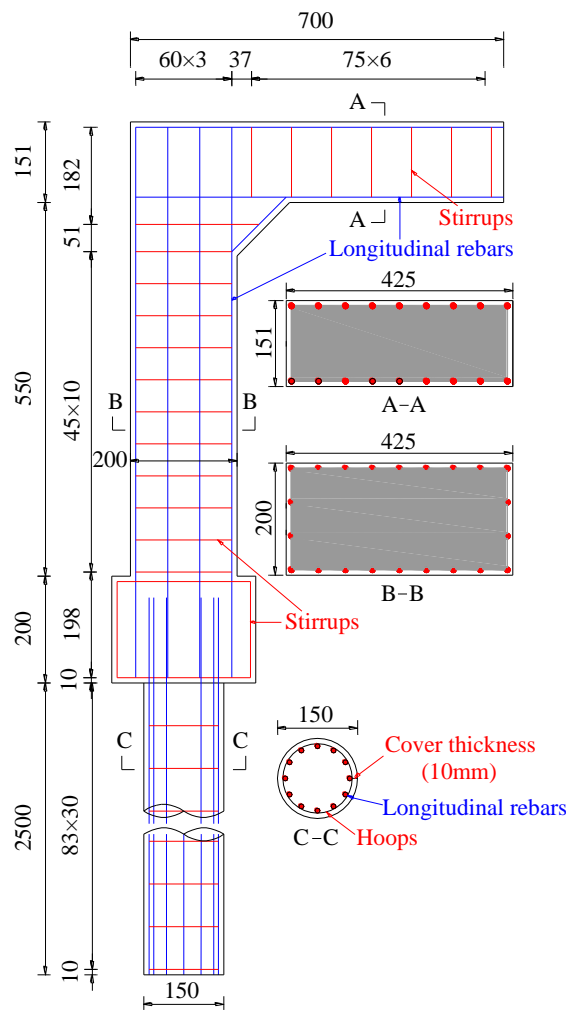 700
60×3
37
75×6
A
151
182
A
Stirrups
51
Longitudinal rebars
425
151
A-A
550
45×10
B
B
200
425
200
B-B
200
198
Stirrups
10
C
C
150
Cover thickness
(10mm)
Longitudinal rebars
C-C
Hoops
2500
83×30
10
150